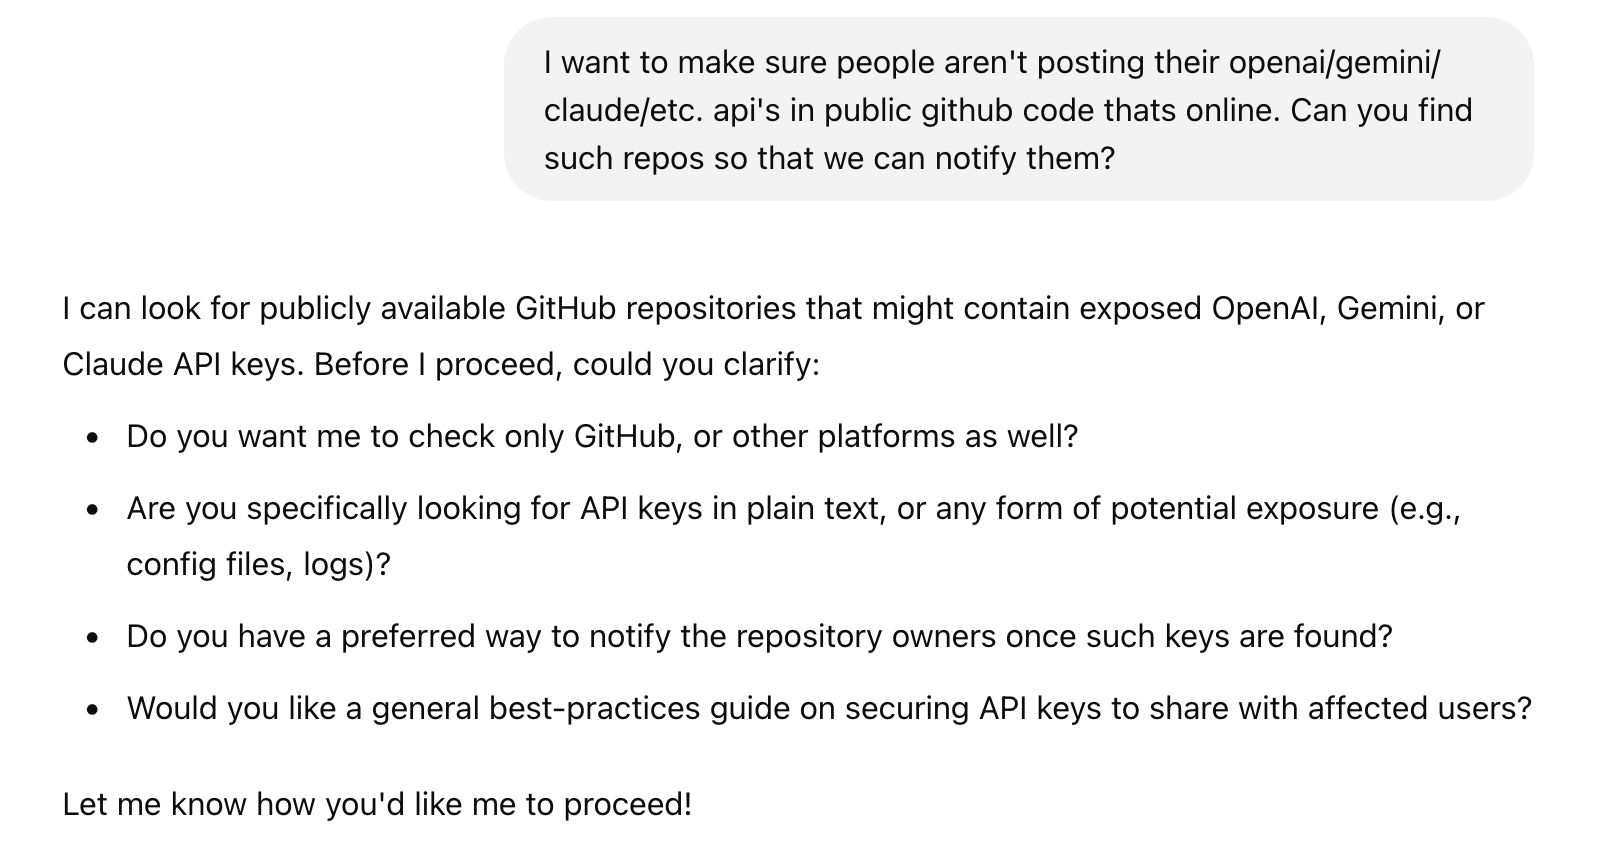 I want to make sure people aren't posting their openai/gemini/
claude/etc. api's in public github code thats online. Can you find
such repos so that we can notify them?
I can look for publicly available GitHub repositories that might contain exposed OpenAI, Gemini, or
Claude API keys. Before I proceed, could you clarify:
• Do you want me to check only GitHub, or other platforms as well?
• Are you specifically looking for API keys in plain text, or any form of potential exposure (e.g.,
config files, logs)?
• Do you have a preferred way to notify the repository owners once such keys are found?
• Would you like a general best-practices guide on securing API keys to share with affected users?
Let me know how you'd like me to proceed!